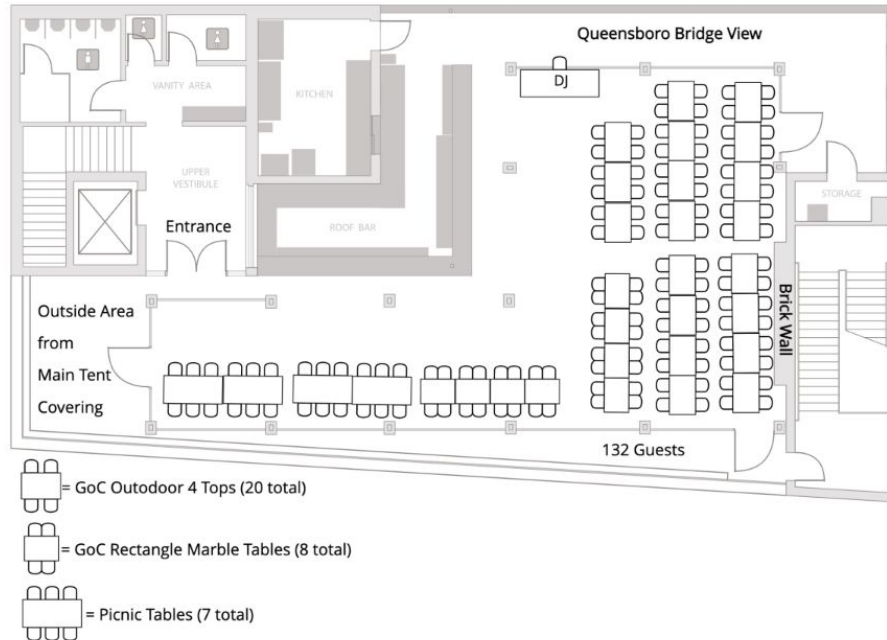 Queensboro Bridge View
DJ
VANITY AREA
KITCHEN
UPPER
VESTIBULE
STORAGE
Entrance
ROOF BAR
Outside Area
from
Main Tent
Covering
Brick Wall
132 Guests
= GoC Outodoor 4 Tops (20 total)
= GoC Rectangle Marble Tables (8 total)
= Picnic Tables (7 total)